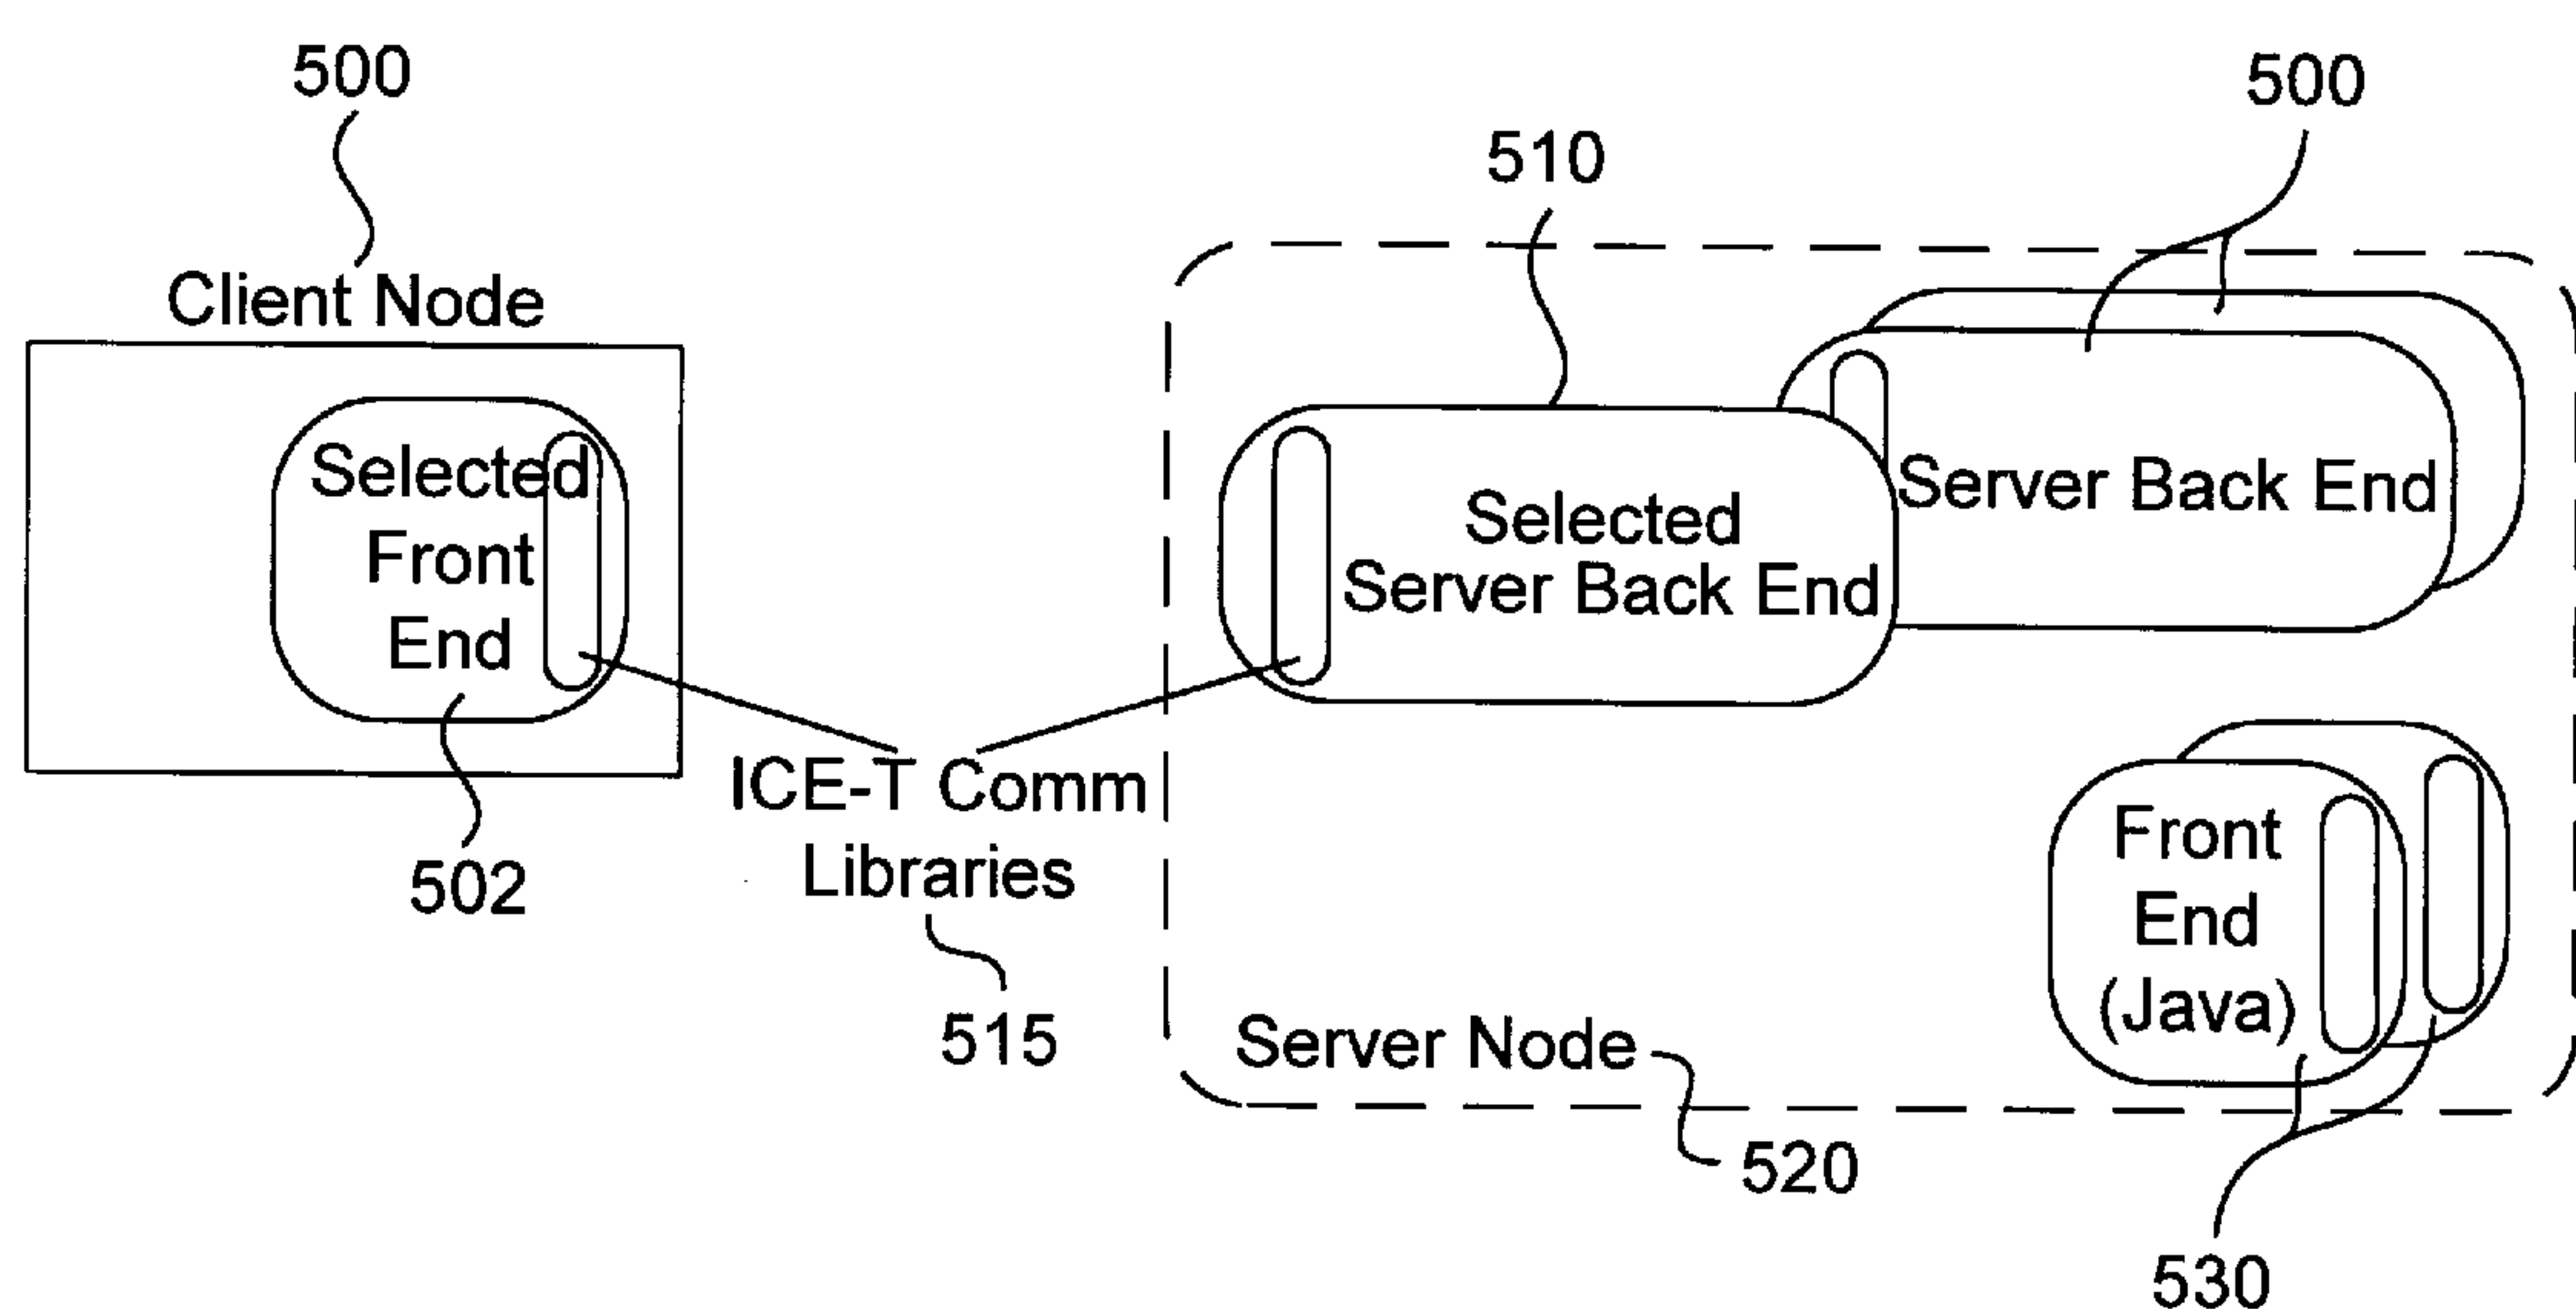 500
Client Node
Selected
Front
End
502
ICE-T Comm
Libraries
515
510
500
Selected
Server Back End
Server Back End
Front
End
(Java)
Server Node
520
530